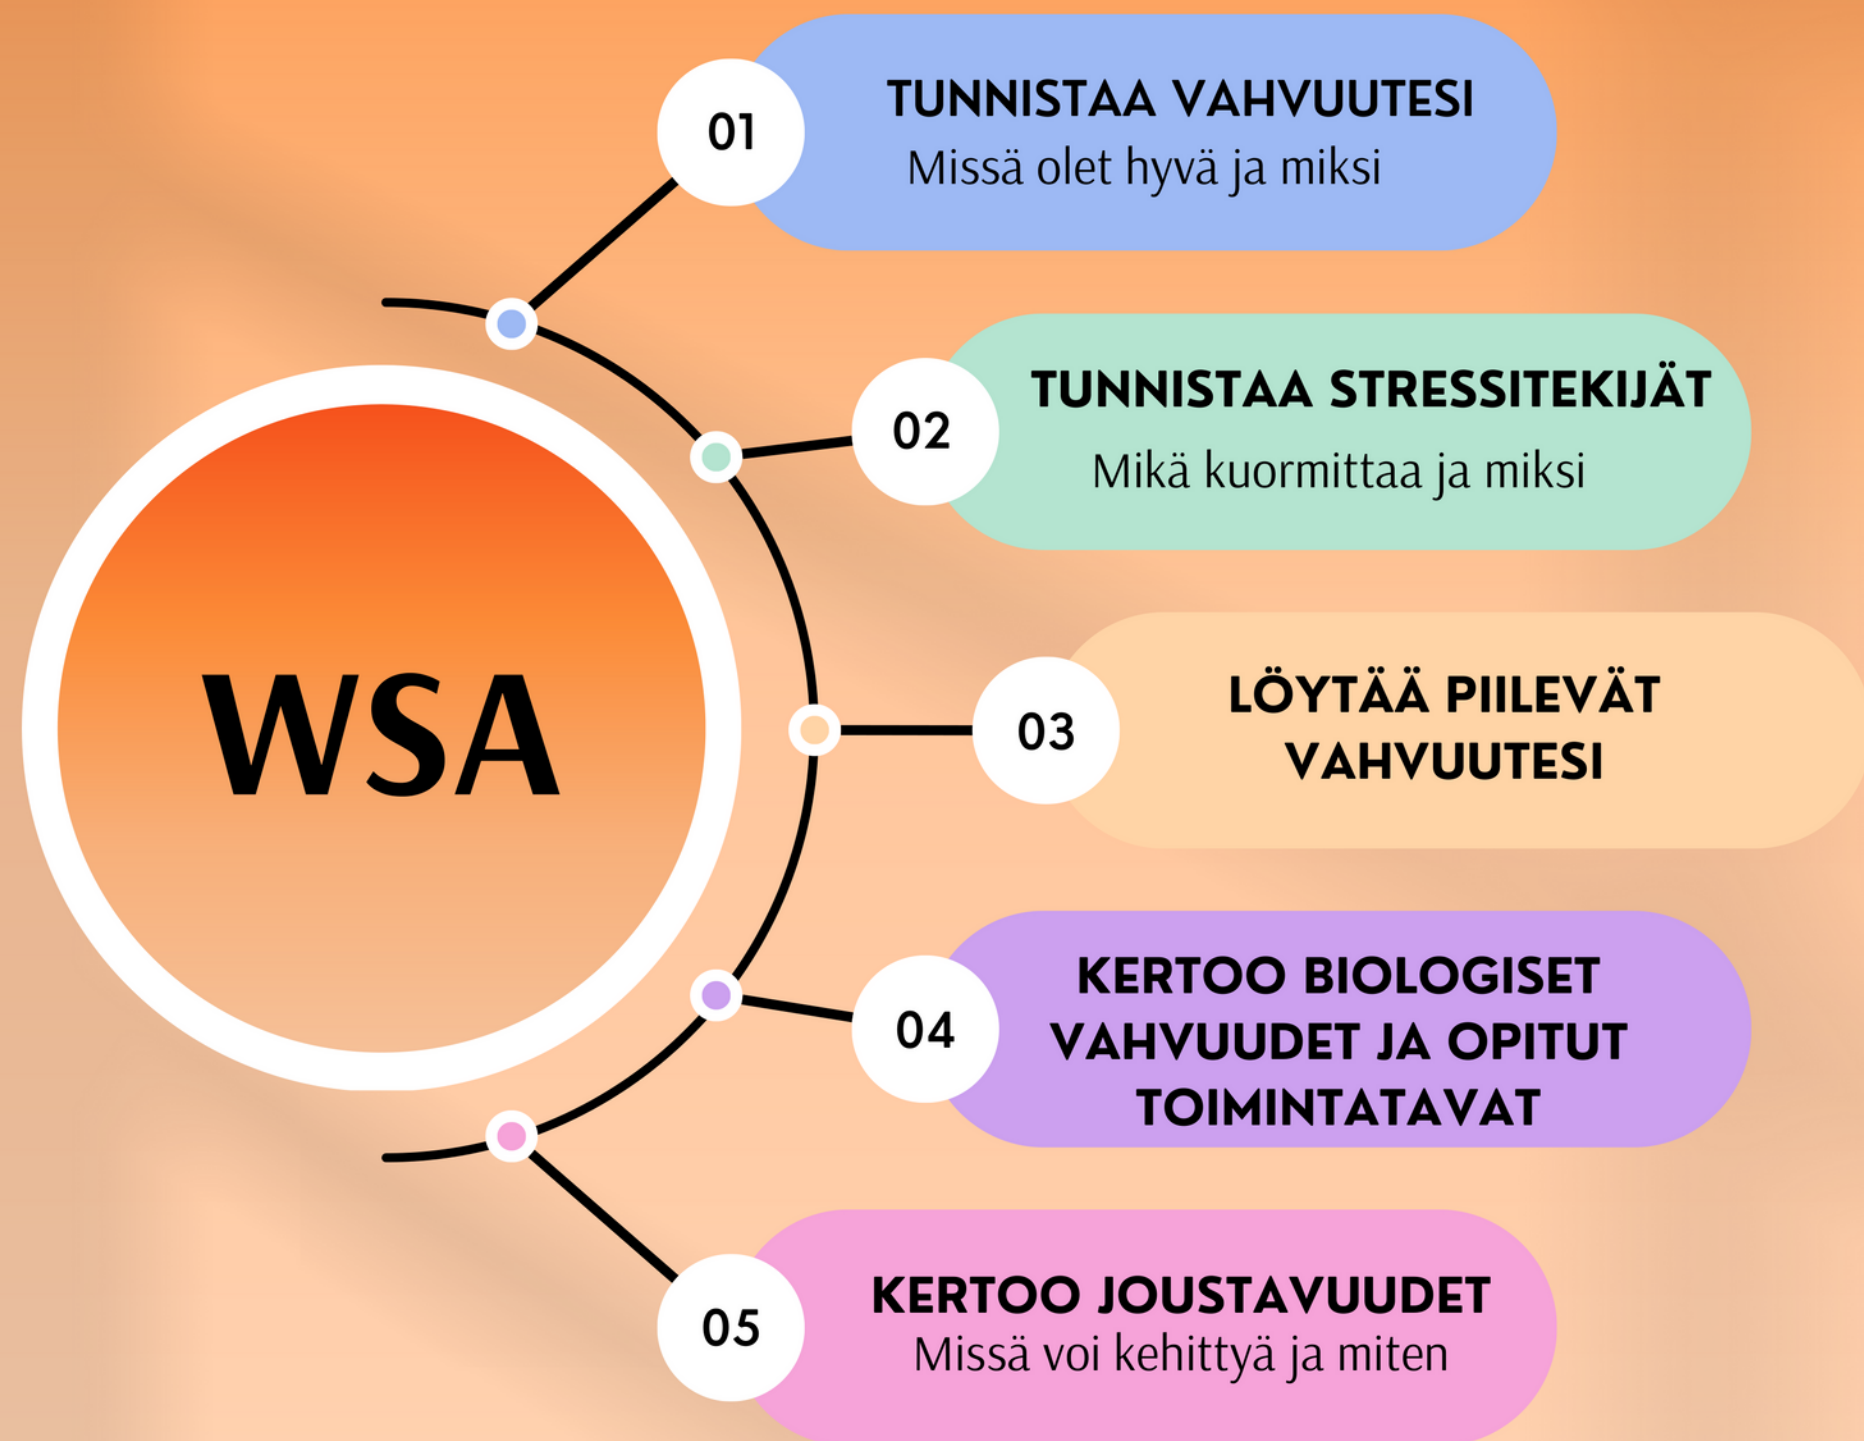 WSA
01
TUNNISTAA VAHVUUTESI
Missä olet hyvä ja miksi
02
TUNNISTAA STRESSITEKIJÄT
Mikä kuormittaa ja miksi
03
LÖYTÄÄ PIILEVÄT
VAHVUUTESI
04
KERTOO BIOLOGISET
VAHVUUDET JA OPITUT
TOIMINTATAVAT
05
KERTOO JOUSTAVUUDET
Missä voi kehittyä ja miten